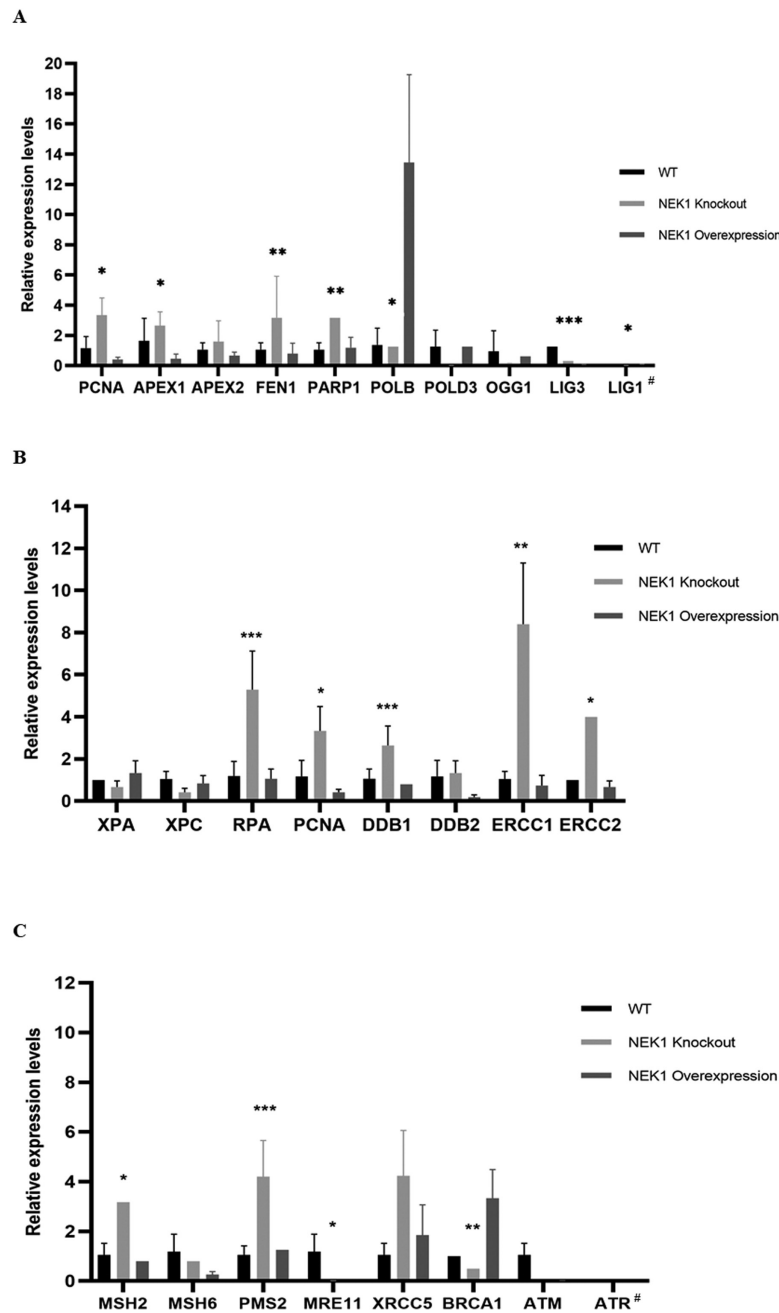 A
20
18
16
14
12
10
8
6
4
2
0
Relative expression levels
WT
NEK1 Knockout
NEK1 Overexpression
* * ** ** * *** *
PCNA APEX1 APEX2 FEN1 PARP1 POLB POLD3 OGG1 LIG3 LIG1 #
B
14
12
10
8
6
4
2
0
Relative expression levels
WT
NEK1 Knockout
NEK1 Overexpression
*** * *** ** *
XPA XPC RPA PCNA DDB1 DDB2 ERCC1 ERCC2
C
12
10
8
6
4
2
0
Relative expression levels
WT
NEK1 Knockout
NEK1 Overexpression
* *** * **
MSH2 MSH6 PMS2 MRE11 XRCC5 BRCA1 ATM ATR #